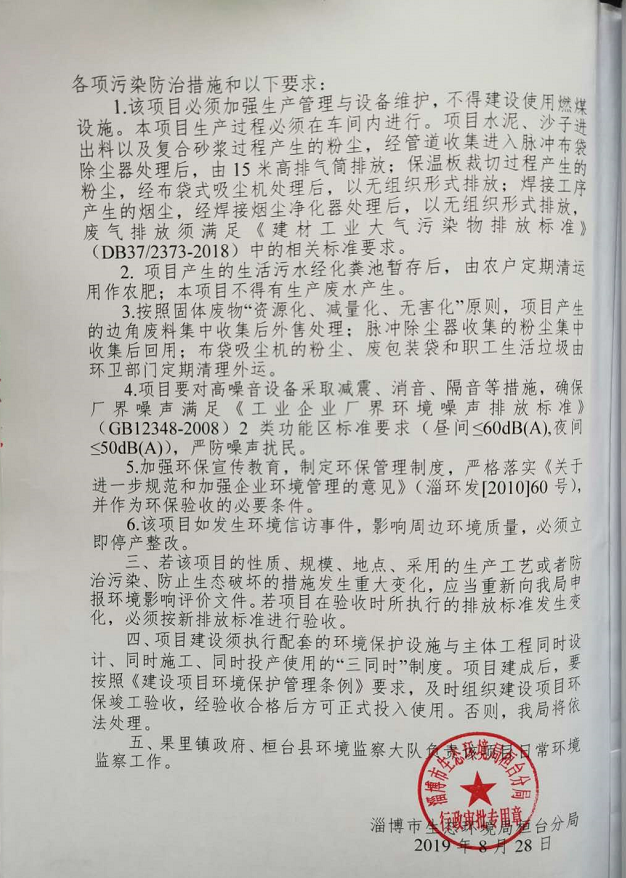 各项污染防治措施和以下要求：
1.该项目必须加强生产管理与设备维护，不得建设使用燃煤
设施。本项目生产过程必须在车间内进行。项目水泥、沙子进
出料以及复合砂浆过程产生的粉尘，经管道收集进入脉冲布袋
除尘器处理后，由 15 米高排气筒排放；保温板裁切过程产生的
粉尘，经布袋式吸尘机处理后，以无组织形式排放；焊接工序
产生的烟尘，经焊接烟尘净化器处理后，以无组织形式排放，
废气排放须满足《建材工业大气污染物排放标准》
（DB37/2373-2018）中的相关标准要求。
2. 项目产生的生活污水经化粪池暂存后，由农户定期清运
用作农肥；本项目不得有生产废水产生。
3.按照固体废物“资源化、减量化、无害化”原则，项目产生
的边角废料集中收集后外售处理；脉冲除尘器收集的粉尘集中
收集后回用；布袋吸尘机的粉尘、废包装袋和职工生活垃圾由
环卫部门定期清理外运。
4.项目要对高噪音设备采取减震、消音、隔音等措施，确保
厂界噪声满足《工业企业厂界环境噪声排放标准》
（GB12348-2008）2 类功能区标准要求（昼间≤60dB(A),夜间
≤50dB(A)），严防噪声扰民。
5.加强环保宣传教育，制定环保管理制度，严格落实《关于
进一步规范和加强企业环境管理的意见》（淄环发[2010]60 号），
并作为环保验收的必要条件。
6.该项目如发生环境信访事件，影响周边环境质量，必须立
即停产整改。
三、若该项目的性质、规模、地点、采用的生产工艺或者防
治污染、防止生态破坏的措施发生重大变化，应当重新向我局申
报环境影响评价文件。若项目在验收时所执行的排放标准发生变
化，必须按新排放标准进行验收。
四、项目建设须执行配套的环境保护设施与主体工程同时设
计、同时施工、同时投产使用的“三同时”制度。项目建成后，要
按照《建设项目环境保护管理条例》要求，及时组织建设项目环
保竣工验收，经验收合格后方可正式投入使用。否则，我局将依
法处理。
五、果里镇政府、桓台县环境监察大队负责该项目日常环境
监察工作。
淄博市生态环境局桓台分局
行政审批专用章
淄博市生态环境局桓台分局
2019 年 8 月 28 日